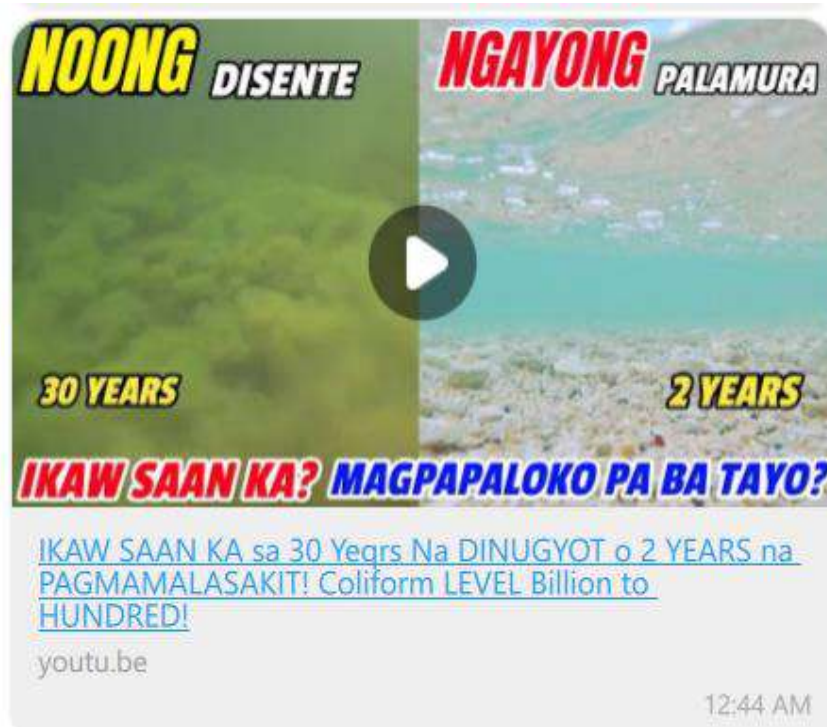 NOONG DISENTE NGAYONG PALAMURA
30 YEARS 2 YEARS
IKAW SAAN KA? MAGPAPALOKO PA BA TAYO?
IKAW SAAN KA sa 30 Yeqrs Na DINUGYOT o 2 YEARS na
PAGMAMALASAKIT! Coliform LEVEL Billion to
HUNDRED!
youtu.be
12:44 AM